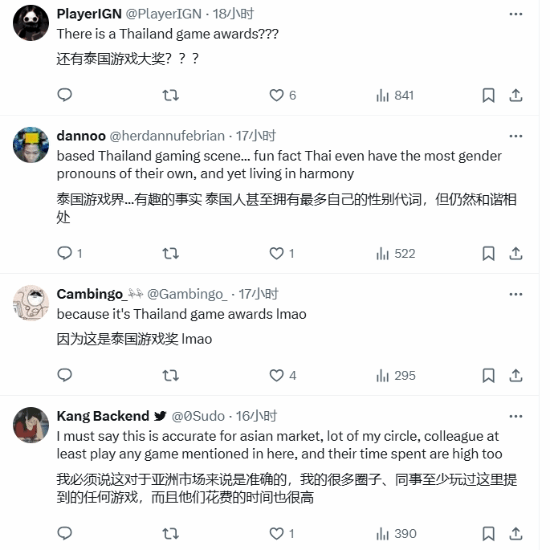 PlayerIGN @PlayerIGN · 18小时
There is a Thailand game awards???
还有泰国游戏大奖？？？
6 841
dannoo @herdannufebrian · 17小时
based Thailand gaming scene... fun fact Thai even have the most gender
pronouns of their own, and yet living in harmony
泰国游戏界...有趣的事实 泰国人甚至拥有最多自己的性别代词，但仍然和谐相
处
1 1 522
Cambingo_ @Gambingo_ · 17小时
because it's Thailand game awards lmao
因为这是泰国游戏奖 lmao
4 295
Kang Backend @0Sudo · 16小时
I must say this is accurate for asian market, lot of my circle, colleague at
least play any game mentioned in here, and their time spent are high too
我必须说这对于亚洲市场来说是准确的，我的很多圈子、同事至少玩过这里提
到的任何游戏，而且他们花费的时间也很高
1 390